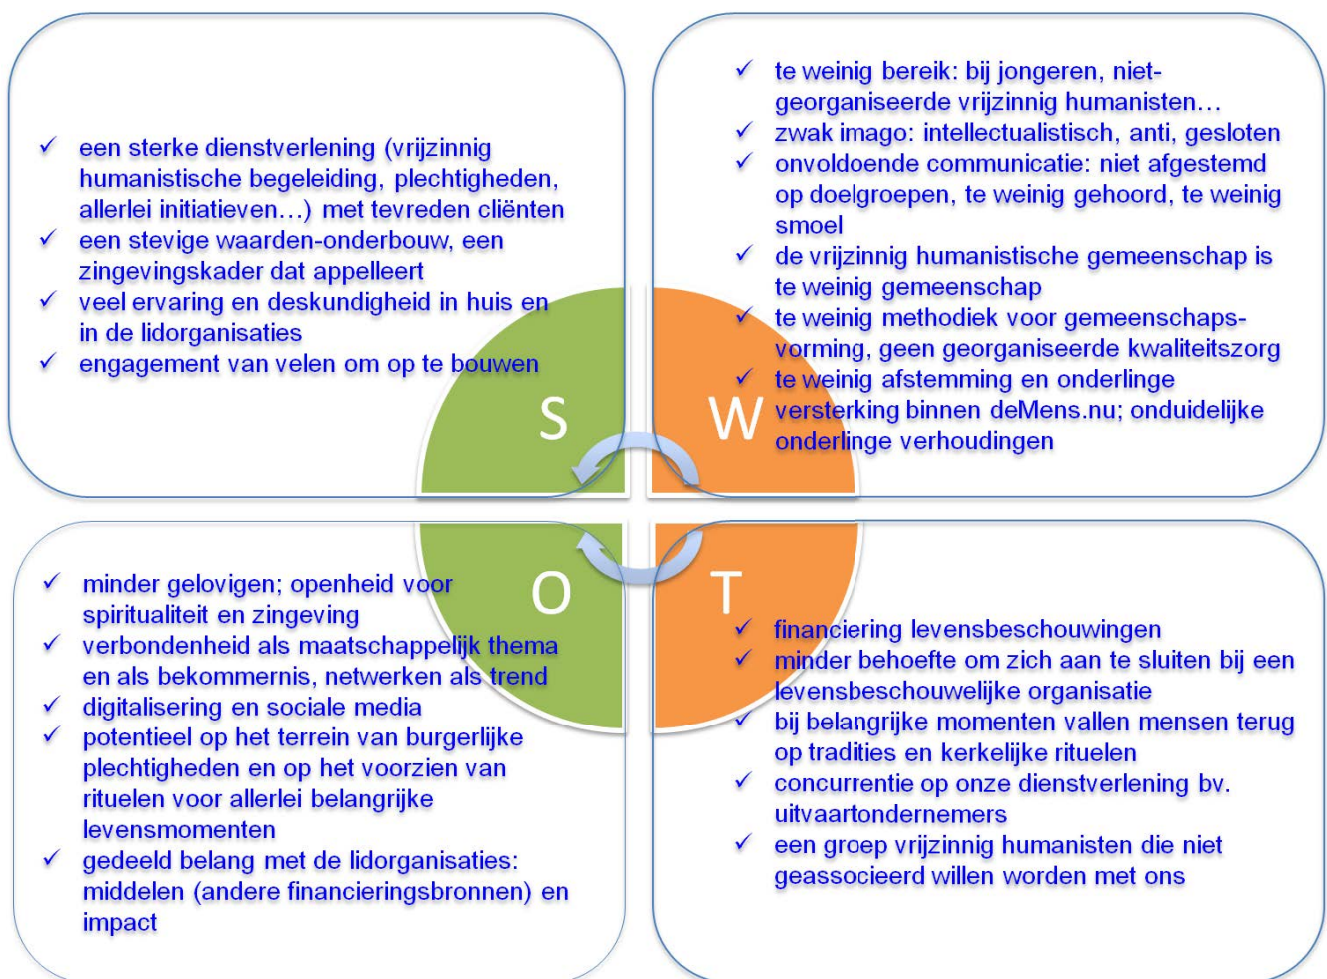 ✓ een sterke dienstverlening (vrijzinnig
humanistische begeleiding, plechtigheden,
allerlei initiatieven…) met tevreden cliënten
✓ een stevige waarden-onderbouw, een
zingevingskader dat appelleert
✓ veel ervaring en deskundigheid in huis en
in de lidorganisaties
✓ engagement van velen om op te bouwen
S
✓ te weinig bereik: bij jongeren, niet-
georganiseerde vrijzinnig humanisten…
✓ zwak imago: intellectualistisch, anti, gesloten
✓ onvoldoende communicatie: niet afgestemd
op doelgroepen, te weinig gehoord, te weinig
smoel
✓ de vrijzinnig humanistische gemeenschap is
te weinig gemeenschap
✓ te weinig methodiek voor gemeenschaps-
vorming, geen georganiseerde kwaliteitszorg
✓ te weinig afstemming en onderlinge
versterking binnen deMens.nu; onduidelijke
onderlinge verhoudingen
W
✓ minder gelovigen; openheid voor
spiritualiteit en zingeving
✓ verbondenheid als maatschappelijk thema
en als bekommernis, netwerken als trend
✓ digitalisering en sociale media
✓ potentieel op het terrein van burgerlijke
plechtigheden en op het voorzien van
rituelen voor allerlei belangrijke
levensmomenten
✓ gedeeld belang met de lidorganisaties:
middelen (andere financieringsbronnen) en
impact
O
T
✓ financiering levensbeschouwingen
✓ minder behoefte om zich aan te sluiten bij een
levensbeschouwelijke organisatie
✓ bij belangrijke momenten vallen mensen terug
op tradities en kerkelijke rituelen
✓ concurrentie op onze dienstverlening bv.
uitvaartondernemers
✓ een groep vrijzinnig humanisten die niet
geassocieerd willen worden met ons